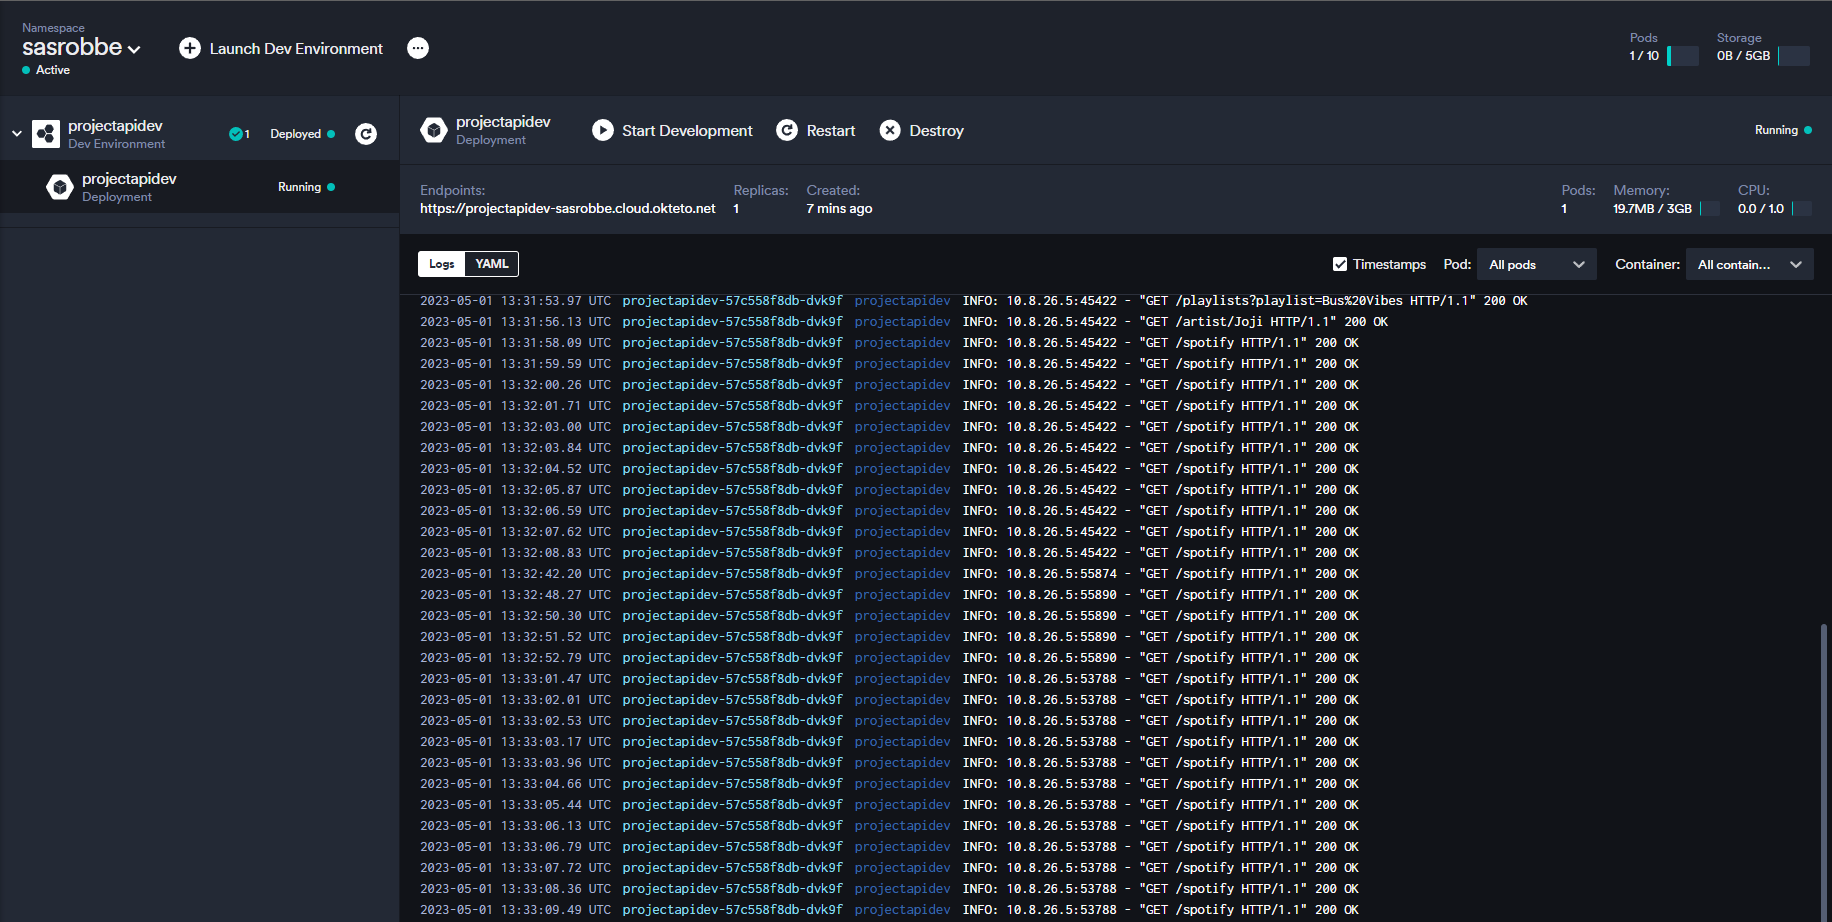 Namespace
sasrobbe
Active
Launch Dev Environment
Pods
1 / 10
Storage
0B / 5GB
projectapidev
Dev Environment
1
Deployed
projectapidev
Deployment
Running
projectapidev
Deployment
Start Development
Restart
Destroy
Running
Endpoints:
https://projectapidev-sasrobbe.cloud.okteto.net
Replicas:
1
Created:
7 mins ago
Pods:
1
Memory:
19.7MB / 3GB
CPU:
0.0 / 1.0
Logs YAML
Timestamps Pod: All pods Container: All contain...
2023-05-01 13:31:53.97 UTC projectapidev-57c558f8db-dvk9f projectapidev INFO: 10.8.26.5:45422 - "GET /playlists?playlist=Bus%20Vibes HTTP/1.1" 200 OK
2023-05-01 13:31:56.13 UTC projectapidev-57c558f8db-dvk9f projectapidev INFO: 10.8.26.5:45422 - "GET /artist/Joji HTTP/1.1" 200 OK
2023-05-01 13:31:58.09 UTC projectapidev-57c558f8db-dvk9f projectapidev INFO: 10.8.26.5:45422 - "GET /spotify HTTP/1.1" 200 OK
2023-05-01 13:31:59.59 UTC projectapidev-57c558f8db-dvk9f projectapidev INFO: 10.8.26.5:45422 - "GET /spotify HTTP/1.1" 200 OK
2023-05-01 13:32:00.26 UTC projectapidev-57c558f8db-dvk9f projectapidev INFO: 10.8.26.5:45422 - "GET /spotify HTTP/1.1" 200 OK
2023-05-01 13:32:01.71 UTC projectapidev-57c558f8db-dvk9f projectapidev INFO: 10.8.26.5:45422 - "GET /spotify HTTP/1.1" 200 OK
2023-05-01 13:32:03.00 UTC projectapidev-57c558f8db-dvk9f projectapidev INFO: 10.8.26.5:45422 - "GET /spotify HTTP/1.1" 200 OK
2023-05-01 13:32:03.84 UTC projectapidev-57c558f8db-dvk9f projectapidev INFO: 10.8.26.5:45422 - "GET /spotify HTTP/1.1" 200 OK
2023-05-01 13:32:04.52 UTC projectapidev-57c558f8db-dvk9f projectapidev INFO: 10.8.26.5:45422 - "GET /spotify HTTP/1.1" 200 OK
2023-05-01 13:32:05.87 UTC projectapidev-57c558f8db-dvk9f projectapidev INFO: 10.8.26.5:45422 - "GET /spotify HTTP/1.1" 200 OK
2023-05-01 13:32:06.59 UTC projectapidev-57c558f8db-dvk9f projectapidev INFO: 10.8.26.5:45422 - "GET /spotify HTTP/1.1" 200 OK
2023-05-01 13:32:07.62 UTC projectapidev-57c558f8db-dvk9f projectapidev INFO: 10.8.26.5:45422 - "GET /spotify HTTP/1.1" 200 OK
2023-05-01 13:32:08.83 UTC projectapidev-57c558f8db-dvk9f projectapidev INFO: 10.8.26.5:45422 - "GET /spotify HTTP/1.1" 200 OK
2023-05-01 13:32:42.20 UTC projectapidev-57c558f8db-dvk9f projectapidev INFO: 10.8.26.5:55874 - "GET /spotify HTTP/1.1" 200 OK
2023-05-01 13:32:48.27 UTC projectapidev-57c558f8db-dvk9f projectapidev INFO: 10.8.26.5:55890 - "GET /spotify HTTP/1.1" 200 OK
2023-05-01 13:32:50.30 UTC projectapidev-57c558f8db-dvk9f projectapidev INFO: 10.8.26.5:55890 - "GET /spotify HTTP/1.1" 200 OK
2023-05-01 13:32:51.52 UTC projectapidev-57c558f8db-dvk9f projectapidev INFO: 10.8.26.5:55890 - "GET /spotify HTTP/1.1" 200 OK
2023-05-01 13:32:52.79 UTC projectapidev-57c558f8db-dvk9f projectapidev INFO: 10.8.26.5:55890 - "GET /spotify HTTP/1.1" 200 OK
2023-05-01 13:33:01.47 UTC projectapidev-57c558f8db-dvk9f projectapidev INFO: 10.8.26.5:53788 - "GET /spotify HTTP/1.1" 200 OK
2023-05-01 13:33:02.01 UTC projectapidev-57c558f8db-dvk9f projectapidev INFO: 10.8.26.5:53788 - "GET /spotify HTTP/1.1" 200 OK
2023-05-01 13:33:02.53 UTC projectapidev-57c558f8db-dvk9f projectapidev INFO: 10.8.26.5:53788 - "GET /spotify HTTP/1.1" 200 OK
2023-05-01 13:33:03.17 UTC projectapidev-57c558f8db-dvk9f projectapidev INFO: 10.8.26.5:53788 - "GET /spotify HTTP/1.1" 200 OK
2023-05-01 13:33:03.96 UTC projectapidev-57c558f8db-dvk9f projectapidev INFO: 10.8.26.5:53788 - "GET /spotify HTTP/1.1" 200 OK
2023-05-01 13:33:04.66 UTC projectapidev-57c558f8db-dvk9f projectapidev INFO: 10.8.26.5:53788 - "GET /spotify HTTP/1.1" 200 OK
2023-05-01 13:33:05.44 UTC projectapidev-57c558f8db-dvk9f projectapidev INFO: 10.8.26.5:53788 - "GET /spotify HTTP/1.1" 200 OK
2023-05-01 13:33:06.13 UTC projectapidev-57c558f8db-dvk9f projectapidev INFO: 10.8.26.5:53788 - "GET /spotify HTTP/1.1" 200 OK
2023-05-01 13:33:06.79 UTC projectapidev-57c558f8db-dvk9f projectapidev INFO: 10.8.26.5:53788 - "GET /spotify HTTP/1.1" 200 OK
2023-05-01 13:33:07.72 UTC projectapidev-57c558f8db-dvk9f projectapidev INFO: 10.8.26.5:53788 - "GET /spotify HTTP/1.1" 200 OK
2023-05-01 13:33:08.36 UTC projectapidev-57c558f8db-dvk9f projectapidev INFO: 10.8.26.5:53788 - "GET /spotify HTTP/1.1" 200 OK
2023-05-01 13:33:09.49 UTC projectapidev-57c558f8db-dvk9f projectapidev INFO: 10.8.26.5:53788 - "GET /spotify HTTP/1.1" 200 OK